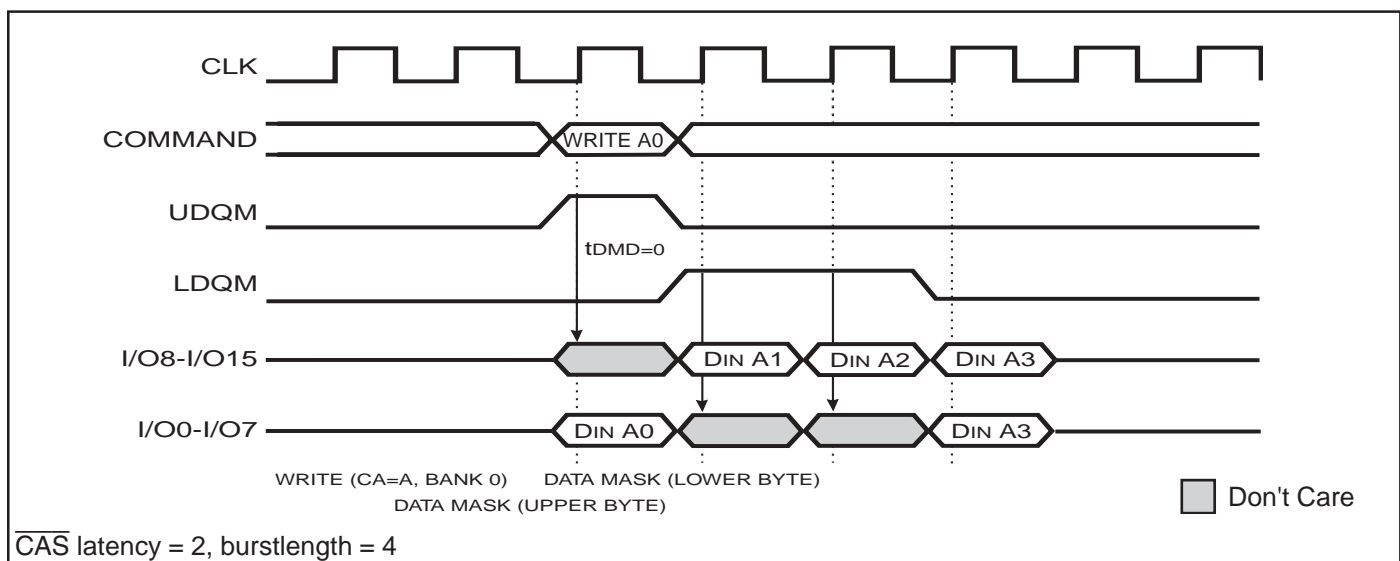 CLK
COMMAND WRITE A0
UDQM
tDMD=0
LDQM
I/O8-I/O15 DIN A1 DIN A2 DIN A3
I/O0-I/O7 DIN A0 DIN A3
WRITE (CA=A, BANK 0) DATA MASK (LOWER BYTE)
DATA MASK (UPPER BYTE)
Don't Care
CAS latency = 2, burstlength = 4